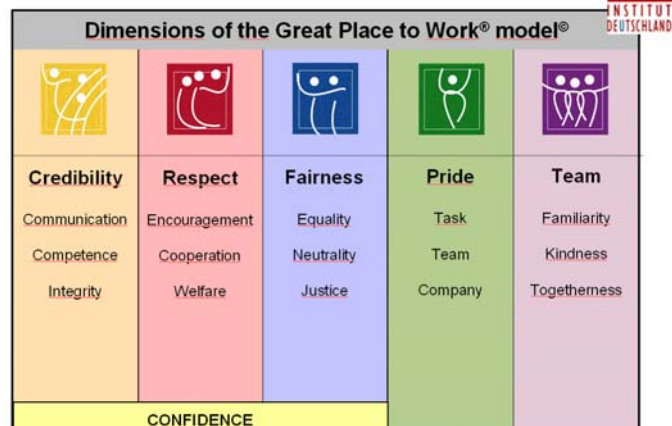 INSTITUT
DEUTSCHLAND
Dimensions of the Great Place to Work® model©
Credibility
Communication
Competence
Integrity
Respect
Encouragement
Cooperation
Welfare
Fairness
Equality
Neutrality
Justice
Pride
Task
Team
Company
Team
Familiarity
Kindness
Togetherness
CONFIDENCE